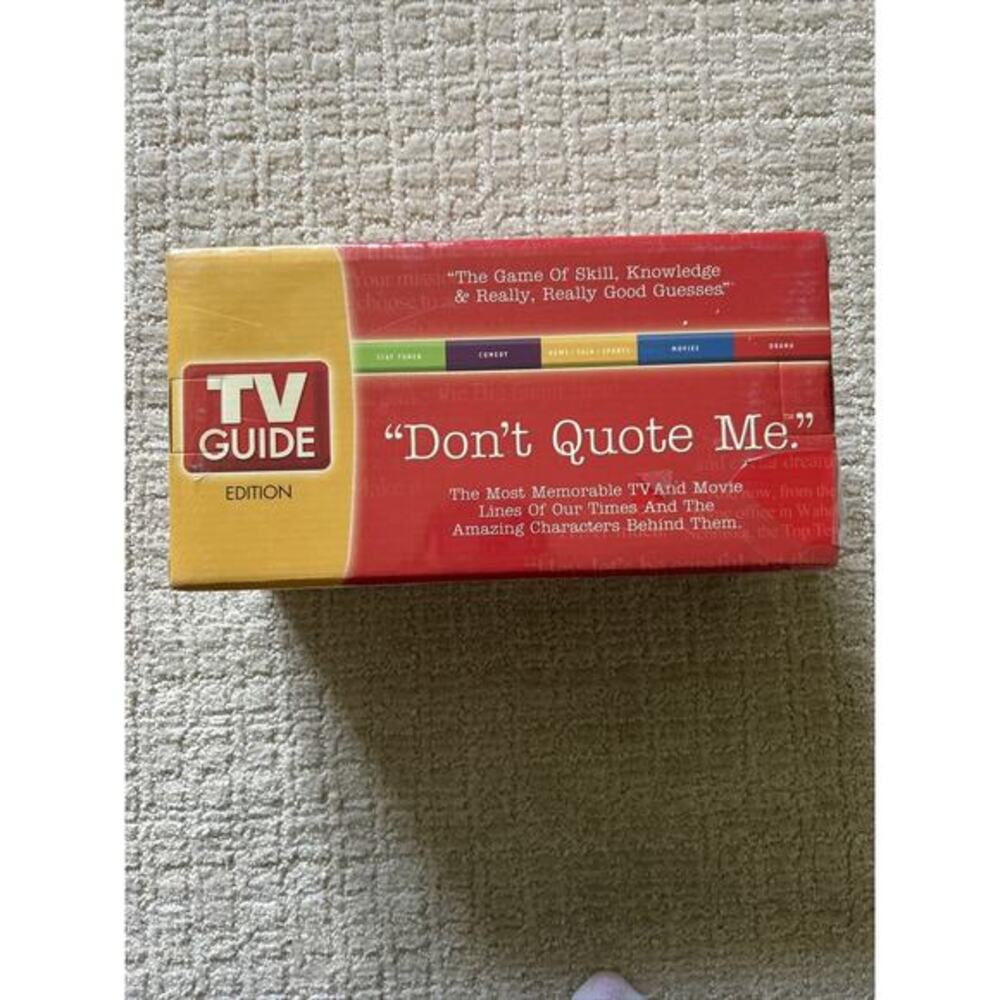 "The Game Of Skill, Knowledge
& Really, Really Good Guesses"
STAY TUNED COMEDY NEWS / TALK / SPORTS MOVIES DRAMA
TV
GUIDE
EDITION
"Don't Quote Me."™
The Most Memorable TV And Movie
Lines Of Our Times And The
Amazing Characters Behind Them.